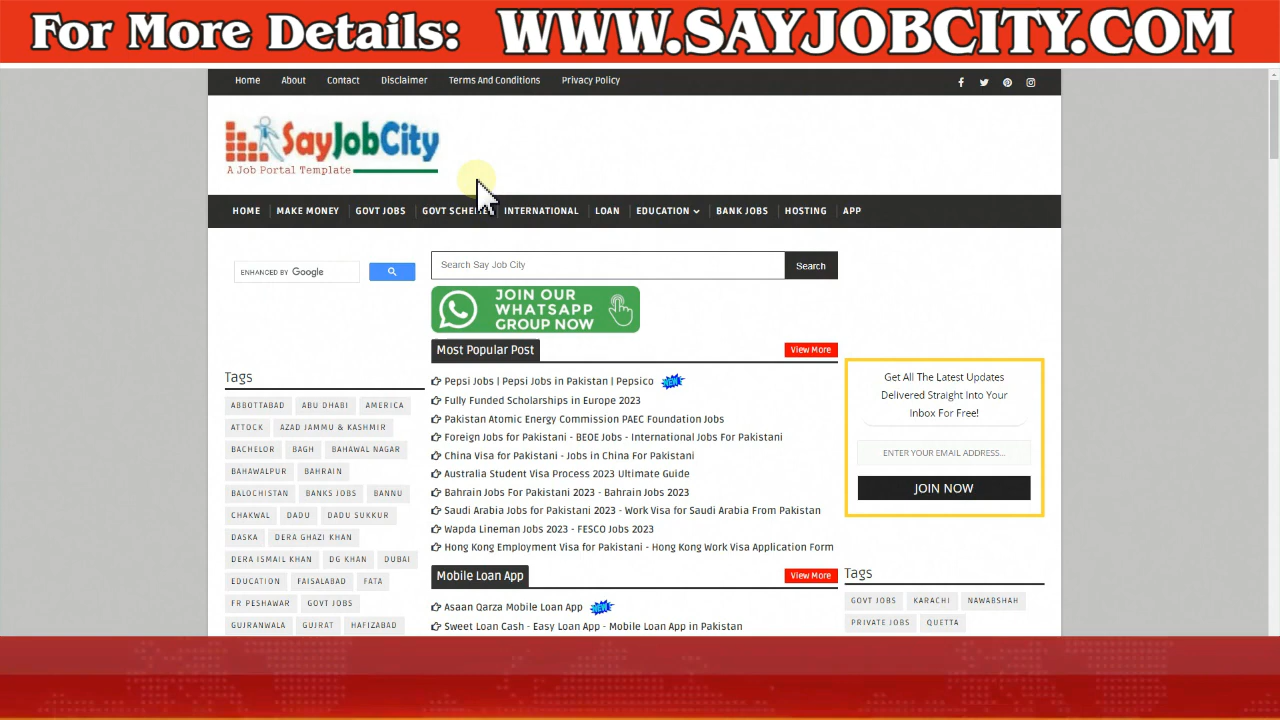 For More Details: WWW.SAYJOBCITY.COM
Home About Contact Disclaimer Terms And Conditions Privacy Policy
SayJobCity
A Job Portal Template
HOME MAKE MONEY GOVT JOBS GOVT SCHEME INTERNATIONAL LOAN EDUCATION BANK JOBS HOSTING APP
ENHANCED BY Google
Search Say Job City Search
JOIN OUR
WHATSAPP
GROUP NOW
Most Popular Post View More
Pepsi Jobs | Pepsi Jobs in Pakistan | Pepsico NEW
Fully Funded Scholarships in Europe 2023
Pakistan Atomic Energy Commission PAEC Foundation Jobs
Foreign Jobs for Pakistani - BEOE Jobs - International Jobs For Pakistani
China Visa for Pakistani - Jobs in China For Pakistani
Australia Student Visa Process 2023 Ultimate Guide
Bahrain Jobs For Pakistani 2023 - Bahrain Jobs 2023
Saudi Arabia Jobs for Pakistani 2023 - Work Visa for Saudi Arabia From Pakistan
Wapda Lineman Jobs 2023 - FESCO Jobs 2023
Hong Kong Employment Visa for Pakistani - Hong Kong Work Visa Application Form
Mobile Loan App View More
Asaan Qarza Mobile Loan App NEW
Sweet Loan Cash - Easy Loan App - Mobile Loan App in Pakistan
Tags
ABBOTTABAD ABU DHABI AMERICA
ATTOCK AZAD JAMMU & KASHMIR
BACHELOR BAGH BAHAWAL NAGAR
BAHAWALPUR BAHRAIN
BALOCHISTAN BANKS JOBS BANNU
CHAKWAL DADU DADU SUKKUR
DASKA DERA GHAZI KHAN
DERA ISMAIL KHAN DG KHAN DUBAI
EDUCATION FAISALABAD FATA
FR PESHAWAR GOVT JOBS
GUJRANWALA GUJRAT HAFIZABAD
Get All The Latest Updates
Delivered Straight Into Your
Inbox For Free!
ENTER YOUR EMAIL ADDRESS...
JOIN NOW
Tags
GOVT JOBS KARACHI NAWABSHAH
PRIVATE JOBS QUETTA